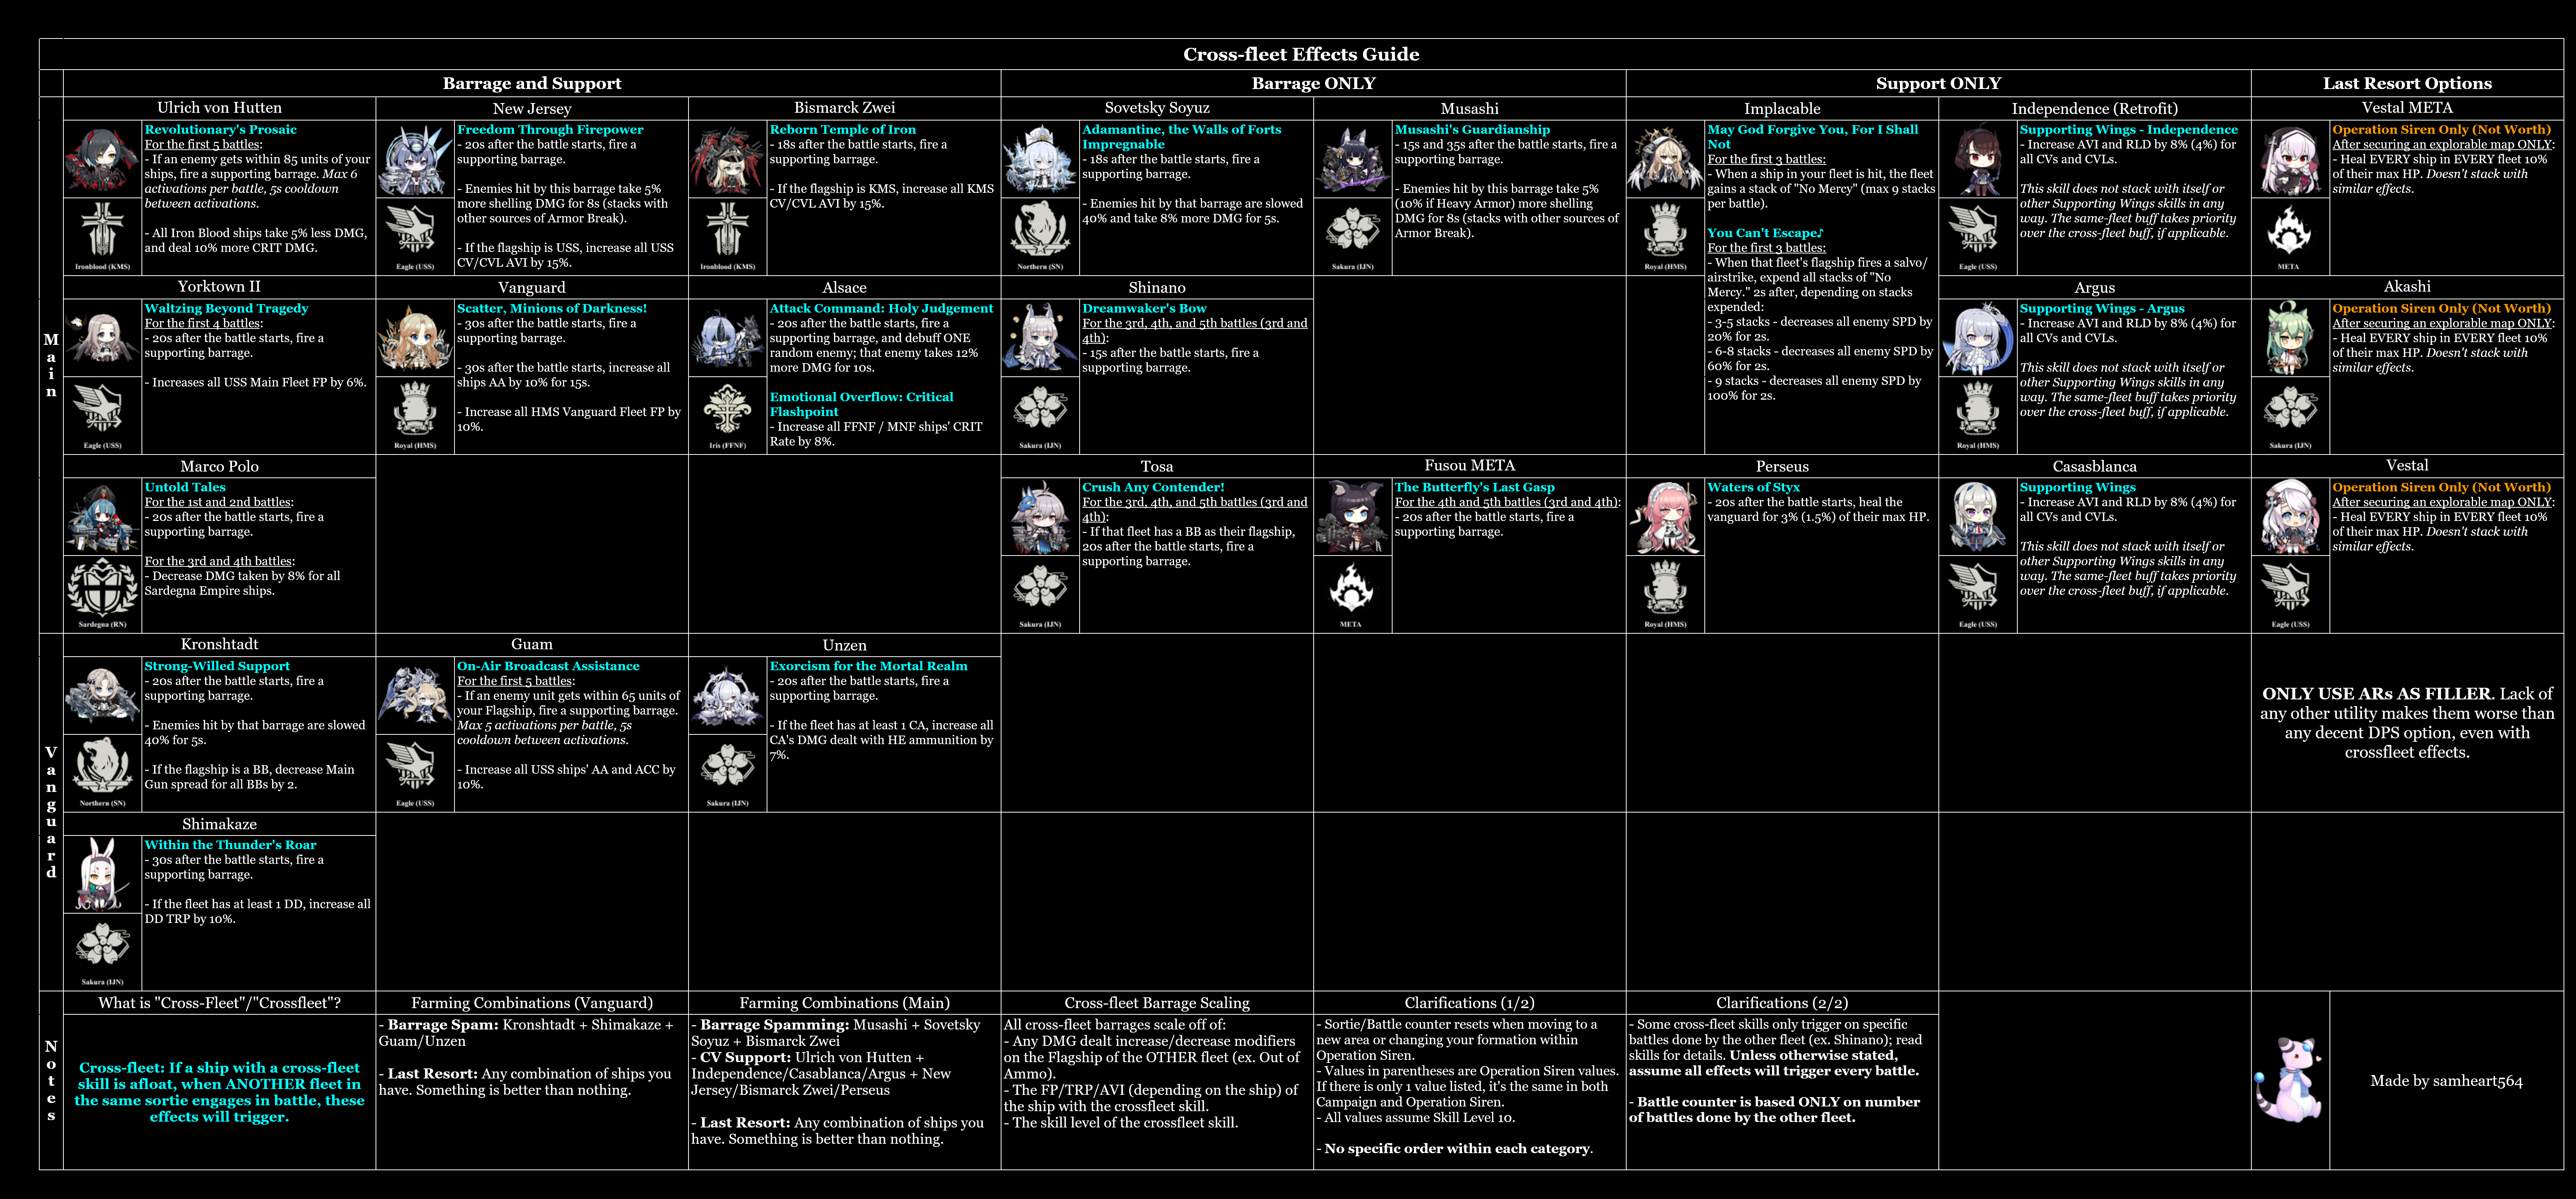 Cross-fleet Effects Guide
Barrage and Support
Barrage ONLY
Support ONLY
Last Resort Options
Main
Ulrich von Hutten
Revolutionary's Prosaic
For the first 5 battles:
- If an enemy gets within 85 units of your
ships, fire a supporting barrage. Max 6
activations per battle, 5s cooldown
between activations.
- All Iron Blood ships take 5% less DMG,
and deal 10% more CRIT DMG.
Ironblood (KMS)
New Jersey
Freedom Through Firepower
- 20s after the battle starts, fire a
supporting barrage.
- Enemies hit by this barrage take 5%
more shelling DMG for 8s (stacks with
other sources of Armor Break).
- If the flagship is USS, increase all USS
CV/CVL AVI by 15%.
Eagle (USS)
Bismarck Zwei
Reborn Temple of Iron
- 18s after the battle starts, fire a
supporting barrage.
- If the flagship is KMS, increase all KMS
CV/CVL AVI by 15%.
Ironblood (KMS)
Sovetsky Soyuz
Adamantine, the Walls of Forts
Impregnable
- 18s after the battle starts, fire a
supporting barrage.
- Enemies hit by that barrage are slowed
40% and take 8% more DMG for 5s.
Northern (SN)
Musashi
Musashi's Guardianship
- 15s and 35s after the battle starts, fire a
supporting barrage.
- Enemies hit by this barrage take 5%
(10% if Heavy Armor) more shelling
DMG for 8s (stacks with other sources of
Armor Break).
Sakura (IJN)
Implacable
May God Forgive You, For I Shall
Not
For the first 3 battles:
- When a ship in your fleet is hit, the fleet
gains a stack of "No Mercy" (max 9 stacks
per battle).
You Can't Escape♪
For the first 3 battles:
- When that fleet's flagship fires a salvo/
airstrike, expend all stacks of "No
Mercy." 2s after, depending on stacks
expended:
- 3-5 stacks - decreases all enemy SPD by
20% for 2s.
- 6-8 stacks - decreases all enemy SPD by
60% for 2s.
- 9 stacks - decreases all enemy SPD by
100% for 2s.
Royal (HMS)
Independence (Retrofit)
Supporting Wings - Independence
- Increase AVI and RLD by 8% (4%) for
all CVs and CVLs.
This skill does not stack with itself or
other Supporting Wings skills in any
way. The same-fleet buff takes priority
over the cross-fleet buff, if applicable.
Eagle (USS)
Vestal META
Operation Siren Only (Not Worth)
After securing an explorable map ONLY:
- Heal EVERY ship in EVERY fleet 10%
of their max HP. Doesn't stack with
similar effects.
META
Yorktown II
Waltzing Beyond Tragedy
For the first 4 battles:
- 20s after the battle starts, fire a
supporting barrage.
- Increases all USS Main Fleet FP by 6%.
Eagle (USS)
Vanguard
Scatter, Minions of Darkness!
- 30s after the battle starts, fire a
supporting barrage.
- 30s after the battle starts, increase all
ships AA by 10% for 15s.
- Increase all HMS Vanguard Fleet FP by
10%.
Royal (HMS)
Alsace
Attack Command: Holy Judgement
- 20s after the battle starts, fire a
supporting barrage, and debuff ONE
random enemy; that enemy takes 12%
more DMG for 10s.
Emotional Overflow: Critical
Flashpoint
- Increase all FFNF / MNF ships' CRIT
Rate by 8%.
Iris (FFNF)
Shinano
Dreamwaker's Bow
For the 3rd, 4th, and 5th battles (3rd and
4th):
- 15s after the battle starts, fire a
supporting barrage.
Sakura (IJN)
Argus
Supporting Wings - Argus
- Increase AVI and RLD by 8% (4%) for
all CVs and CVLs.
This skill does not stack with itself or
other Supporting Wings skills in any
way. The same-fleet buff takes priority
over the cross-fleet buff, if applicable.
Royal (HMS)
Akashi
Operation Siren Only (Not Worth)
After securing an explorable map ONLY:
- Heal EVERY ship in EVERY fleet 10%
of their max HP. Doesn't stack with
similar effects.
Sakura (IJN)
Marco Polo
Untold Tales
For the 1st and 2nd battles:
- 20s after the battle starts, fire a
supporting barrage.
For the 3rd and 4th battles:
- Decrease DMG taken by 8% for all
Sardegna Empire ships.
Sardegna (RN)
Tosa
Crush Any Contender!
For the 3rd, 4th, and 5th battles (3rd and
4th):
- If that fleet has a BB as their flagship,
20s after the battle starts, fire a
supporting barrage.
Sakura (IJN)
Fusou META
The Butterfly's Last Gasp
For the 4th and 5th battles (3rd and 4th):
- 20s after the battle starts, fire a
supporting barrage.
META
Perseus
Waters of Styx
- 20s after the battle starts, heal the
vanguard for 3% (1.5%) of their max HP.
Royal (HMS)
Casasblanca
Supporting Wings
- Increase AVI and RLD by 8% (4%) for
all CVs and CVLs.
This skill does not stack with itself or
other Supporting Wings skills in any
way. The same-fleet buff takes priority
over the cross-fleet buff, if applicable.
Eagle (USS)
Vestal
Operation Siren Only (Not Worth)
After securing an explorable map ONLY:
- Heal EVERY ship in EVERY fleet 10%
of their max HP. Doesn't stack with
similar effects.
Eagle (USS)
Vanguard
Kronshtadt
Strong-Willed Support
- 20s after the battle starts, fire a
supporting barrage.
- Enemies hit by that barrage are slowed
40% for 5s.
- If the flagship is a BB, decrease Main
Gun spread for all BBs by 2.
Northern (SN)
Guam
On-Air Broadcast Assistance
For the first 5 battles:
- If an enemy unit gets within 65 units of
your Flagship, fire a supporting barrage.
Max 5 activations per battle, 5s
cooldown between activations.
- Increase all USS ships' AA and ACC by
10%.
Eagle (USS)
Unzen
Exorcism for the Mortal Realm
- 20s after the battle starts, fire a
supporting barrage.
- If the fleet has at least 1 CA, increase all
CA's DMG dealt with HE ammunition by
7%.
Sakura (IJN)
ONLY USE ARs AS FILLER. Lack of
any other utility makes them worse than
any decent DPS option, even with
crossfleet effects.
Shimakaze
Within the Thunder's Roar
- 30s after the battle starts, fire a
supporting barrage.
- If the fleet has at least 1 DD, increase all
DD TRP by 10%.
Sakura (IJN)
Notes
What is "Cross-Fleet"/"Crossfleet"?
Cross-fleet: If a ship with a cross-fleet
skill is afloat, when ANOTHER fleet in
the same sortie engages in battle, these
effects will trigger.
Farming Combinations (Vanguard)
- Barrage Spam: Kronshtadt + Shimakaze +
Guam/Unzen
- Last Resort: Any combination of ships you
have. Something is better than nothing.
Farming Combinations (Main)
- Barrage Spamming: Musashi + Sovetsky
Soyuz + Bismarck Zwei
- CV Support: Ulrich von Hutten +
Independence/Casablanca/Argus + New
Jersey/Bismarck Zwei/Perseus
- Last Resort: Any combination of ships you
have. Something is better than nothing.
Cross-fleet Barrage Scaling
All cross-fleet barrages scale off of:
- Any DMG dealt increase/decrease modifiers
on the Flagship of the OTHER fleet (ex. Out of
Ammo).
- The FP/TRP/AVI (depending on the ship) of
the ship with the crossfleet skill.
- The skill level of the crossfleet skill.
Clarifications (1/2)
- Sortie/Battle counter resets when moving to a
new area or changing your formation within
Operation Siren.
- Values in parentheses are Operation Siren values.
If there is only 1 value listed, it's the same in both
Campaign and Operation Siren.
- All values assume Skill Level 10.
- No specific order within each category.
Clarifications (2/2)
- Some cross-fleet skills only trigger on specific
battles done by the other fleet (ex. Shinano); read
skills for details. Unless otherwise stated,
assume all effects will trigger every battle.
- Battle counter is based ONLY on number
of battles done by the other fleet.
Made by samheart564